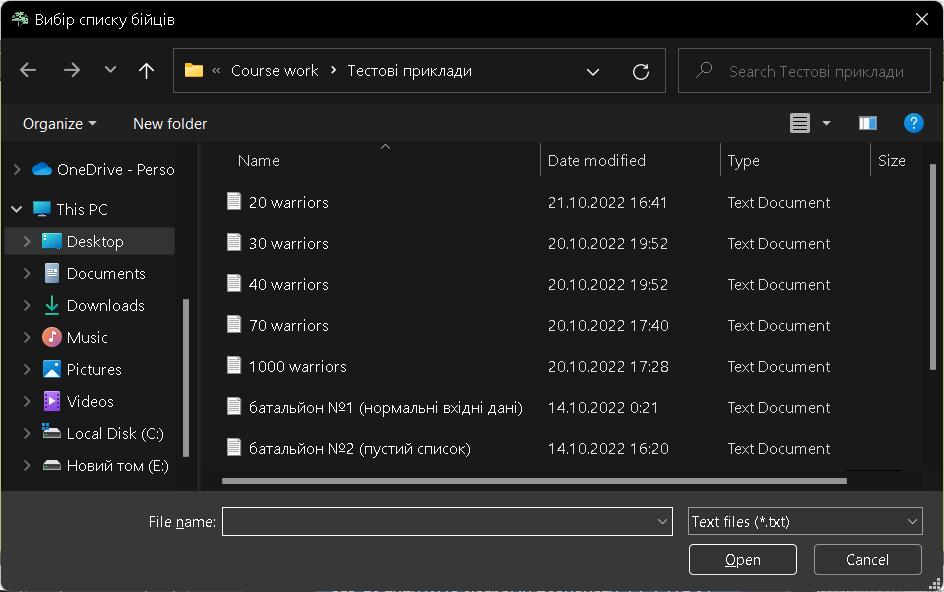 Вибір списку бійців
« Course work > Тестові приклади
Search Тестові приклади
Organize New folder
Name Date modified Type Size
OneDrive - Perso
This PC
Desktop
Documents
Downloads
Music
Pictures
Videos
Local Disk (C:)
Новий том (E:)
20 warriors 21.10.2022 16:41 Text Document
30 warriors 20.10.2022 19:52 Text Document
40 warriors 20.10.2022 19:52 Text Document
70 warriors 20.10.2022 17:40 Text Document
1000 warriors 20.10.2022 17:28 Text Document
батальйон №1 (нормальні вхідні дані) 14.10.2022 0:21 Text Document
батальйон №2 (пустий список) 14.10.2022 16:20 Text Document
File name: Text files (*.txt)
Open Cancel